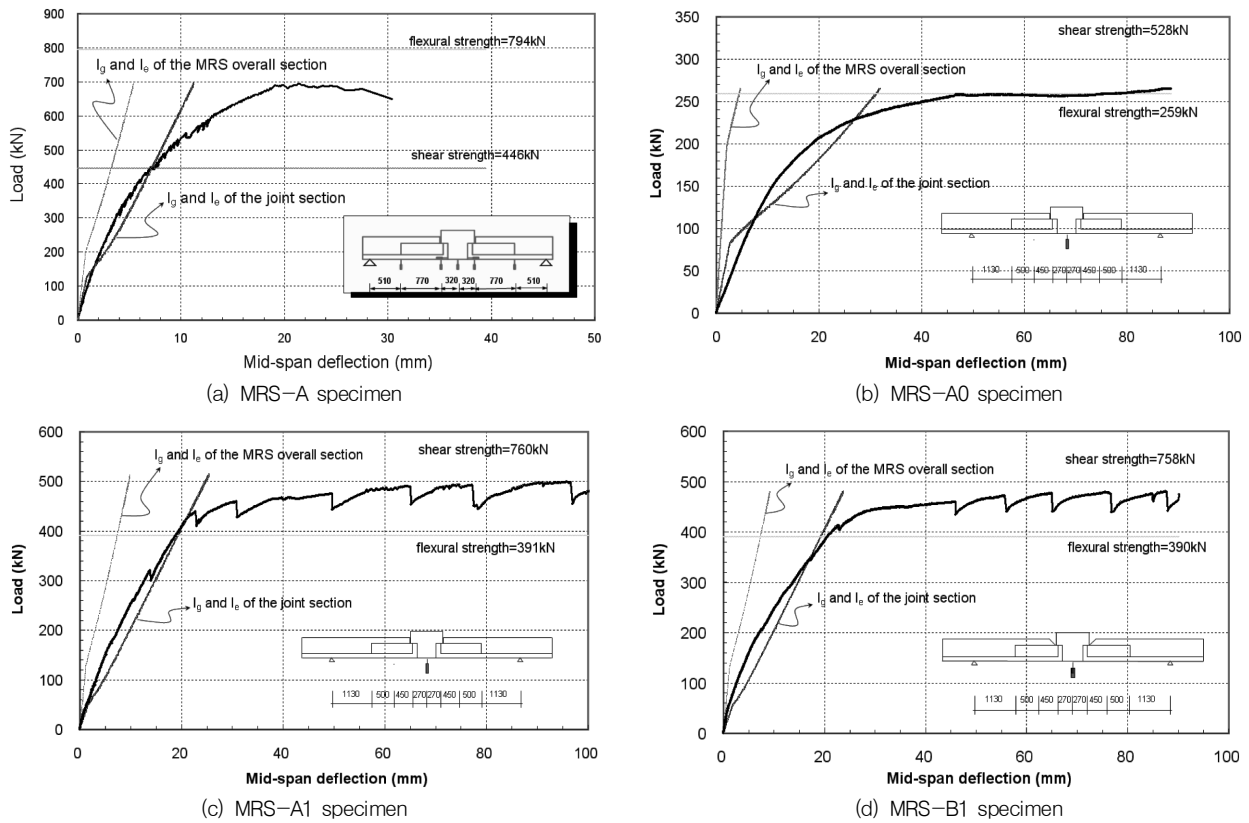 900
800
700
600
500
400
300
200
100
0
Load (kN)
flexural strength=794kN
Ig and Ie of the MRS overall section
shear strength=446kN
Ig and Ie of the joint section
510 770 320 320 770 510
0 10 20 30 40 50
Mid-span deflection (mm)
(a) MRS-A specimen
350
300
250
200
150
100
50
0
Load (kN)
shear strength=528kN
Ig and Ie of the MRS overall section
flexural strength=259kN
Ig and Ie of the joint section
1130 500 450 270 270 450 500 1130
0 20 40 60 80 100
Mid-span deflection (mm)
(b) MRS-A0 specimen
600
500
400
300
200
100
0
Load (kN)
shear strength=760kN
Ig and Ie of the MRS overall section
flexural strength=391kN
Ig and Ie of the joint section
1130 500 450 270 270 450 500 1130
0 20 40 60 80 100
Mid-span deflection (mm)
(c) MRS-A1 specimen
600
500
400
300
200
100
0
Load (kN)
shear strength=758kN
Ig and Ie of the MRS overall section
flexural strength=390kN
Ig and Ie of the joint section
1130 500 450 270 270 450 500 1130
0 20 40 60 80 100
Mid-span deflection (mm)
(d) MRS-B1 specimen